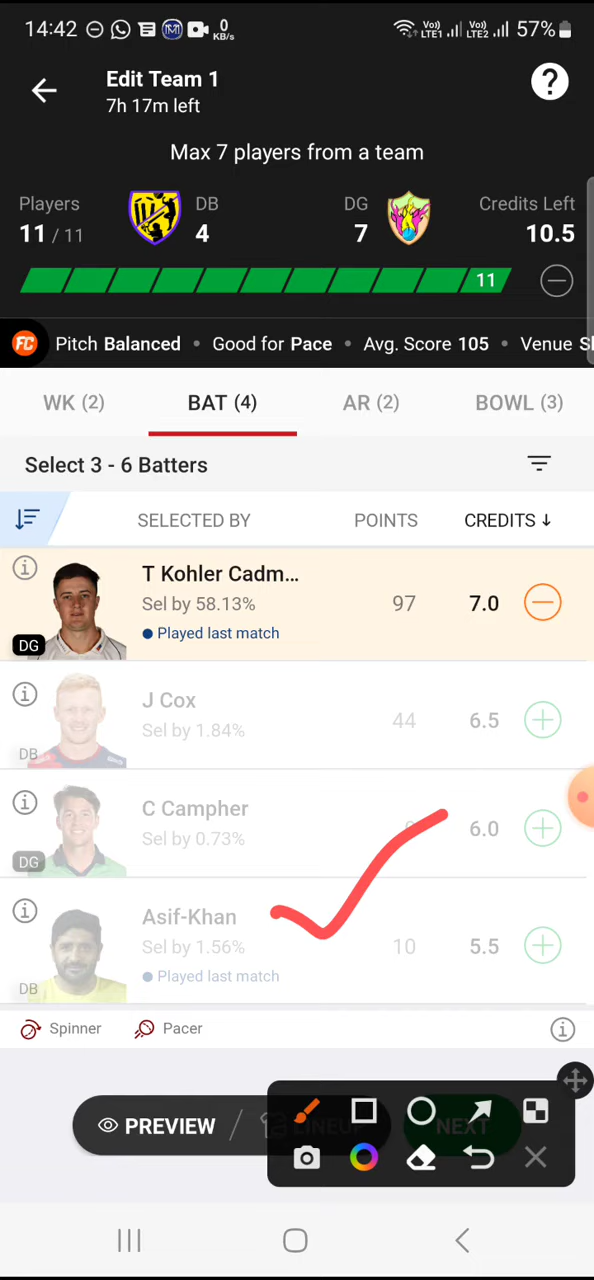 14:42 0 KB/s Vo)) LTE1 Vo)) LTE2 57%
Edit Team 1
7h 17m left
?
Max 7 players from a team
Players DB DG Credits Left
11 / 11 4 7 10.5
11
FC Pitch Balanced • Good for Pace • Avg. Score 105 • Venue
WK (2) BAT (4) AR (2) BOWL (3)
Select 3 - 6 Batters
SELECTED BY POINTS CREDITS ↓
T Kohler Cadm...
Sel by 58.13% 97 7.0
Played last match
DG
J Cox
Sel by 1.84% 44 6.5
DB
C Campher
Sel by 0.73% 6.0
DG
Asif-Khan
Sel by 1.56% 10 5.5
Played last match
DB
Spinner Pacer
PREVIEW / LINEUP NEXT